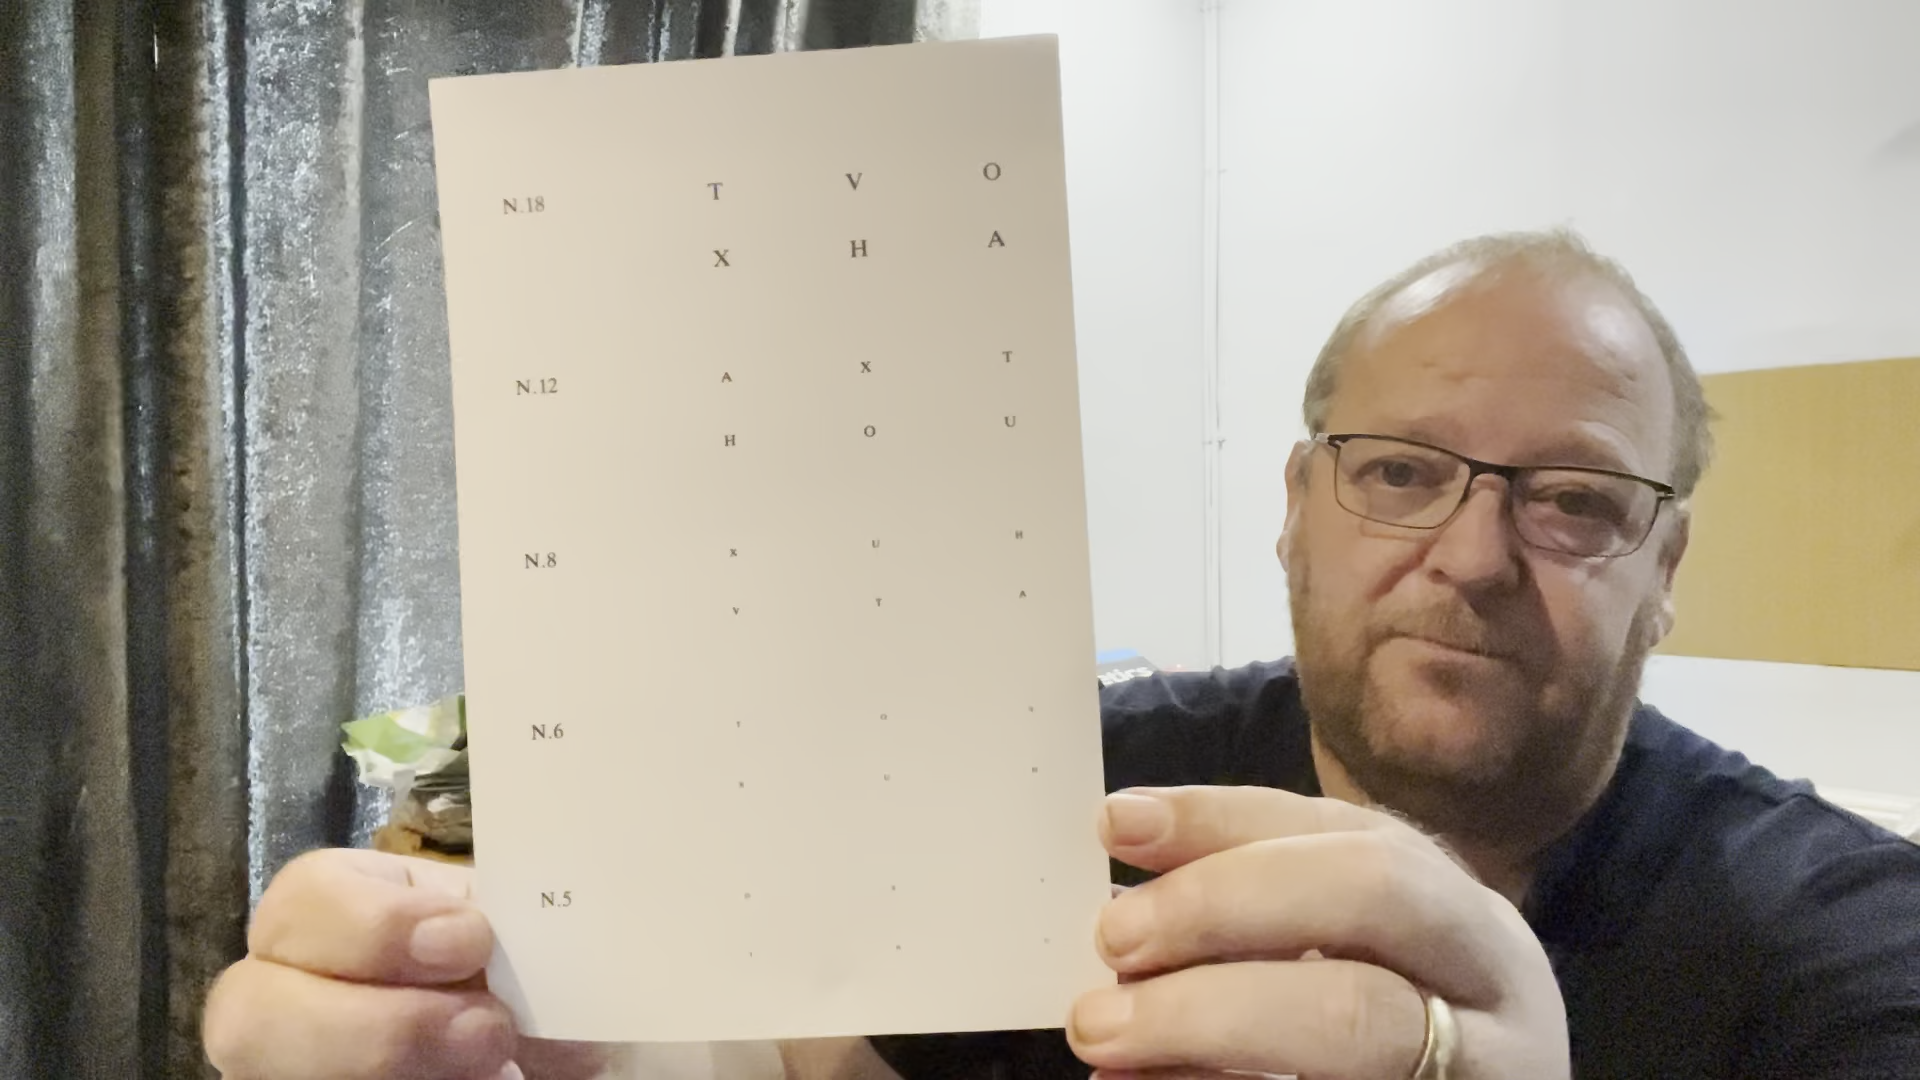 N.18 T V O
X H A
N.12 A X T
H O U
N.8 X U H
V T A
N.6 T O V
U H
N.5